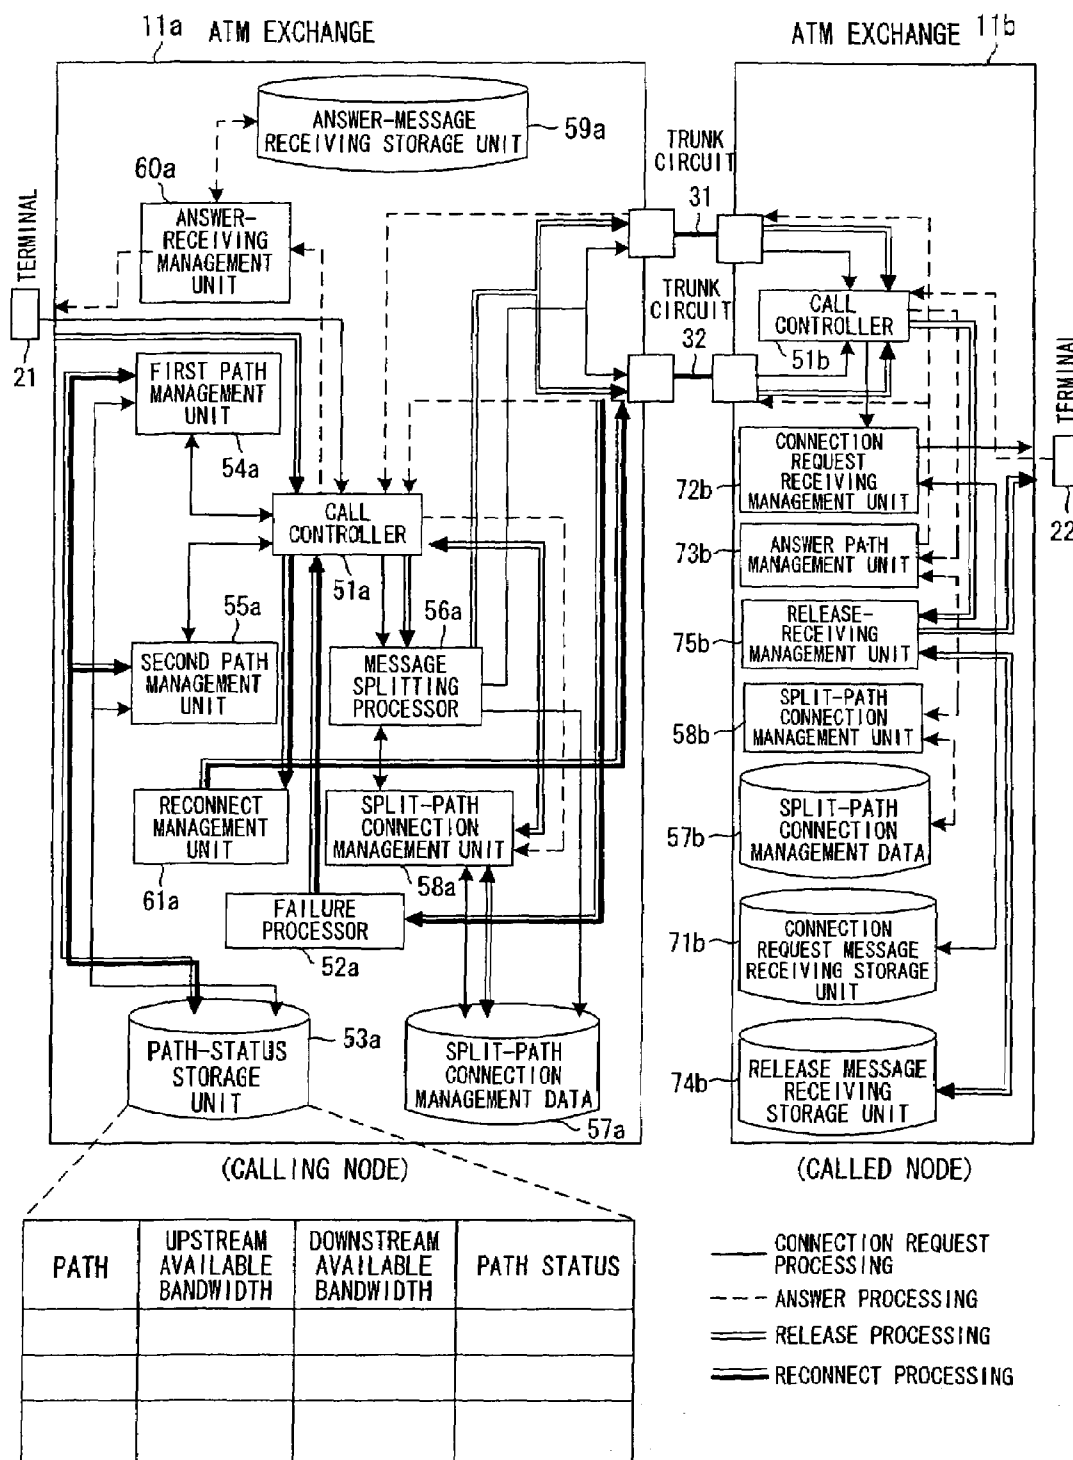 11a ATM EXCHANGE
ATM EXCHANGE 11b
ANSWER-MESSAGE
RECEIVING STORAGE UNIT
59a
TRUNK
CIRCUIT
31
60a
ANSWER-
RECEIVING
MANAGEMENT
UNIT
TERMINAL
21
TRUNK
CIRCUIT
32
CALL
CONTROLLER
51b
TERMINAL
22
FIRST PATH
MANAGEMENT
UNIT
54a
CALL
CONTROLLER
51a
CONNECTION
REQUEST
RECEIVING
MANAGEMENT UNIT
72b
ANSWER PATH
MANAGEMENT UNIT
73b
55a
SECOND PATH
MANAGEMENT
UNIT
56a
MESSAGE
SPLITTING
PROCESSOR
RELEASE-
RECEIVING
MANAGEMENT
UNIT
75b
SPLIT-PATH
CONNECTION
MANAGEMENT UNIT
58b
RECONNECT
MANAGEMENT
UNIT
61a
SPLIT-PATH
CONNECTION
MANAGEMENT UNIT
58a
SPLIT-PATH
CONNECTION
MANAGEMENT DATA
57b
FAILURE
PROCESSOR
52a
CONNECTION
REQUEST MESSAGE
RECEIVING STORAGE
UNIT
71b
PATH-STATUS
STORAGE
UNIT
53a
SPLIT-PATH
CONNECTION
MANAGEMENT DATA
57a
RELEASE MESSAGE
RECEIVING
STORAGE UNIT
74b
(CALLING NODE)
(CALLED NODE)
PATH
UPSTREAM
AVAILABLE
BANDWIDTH
DOWNSTREAM
AVAILABLE
BANDWIDTH
PATH STATUS
CONNECTION REQUEST
PROCESSING
ANSWER PROCESSING
RELEASE PROCESSING
RECONNECT PROCESSING